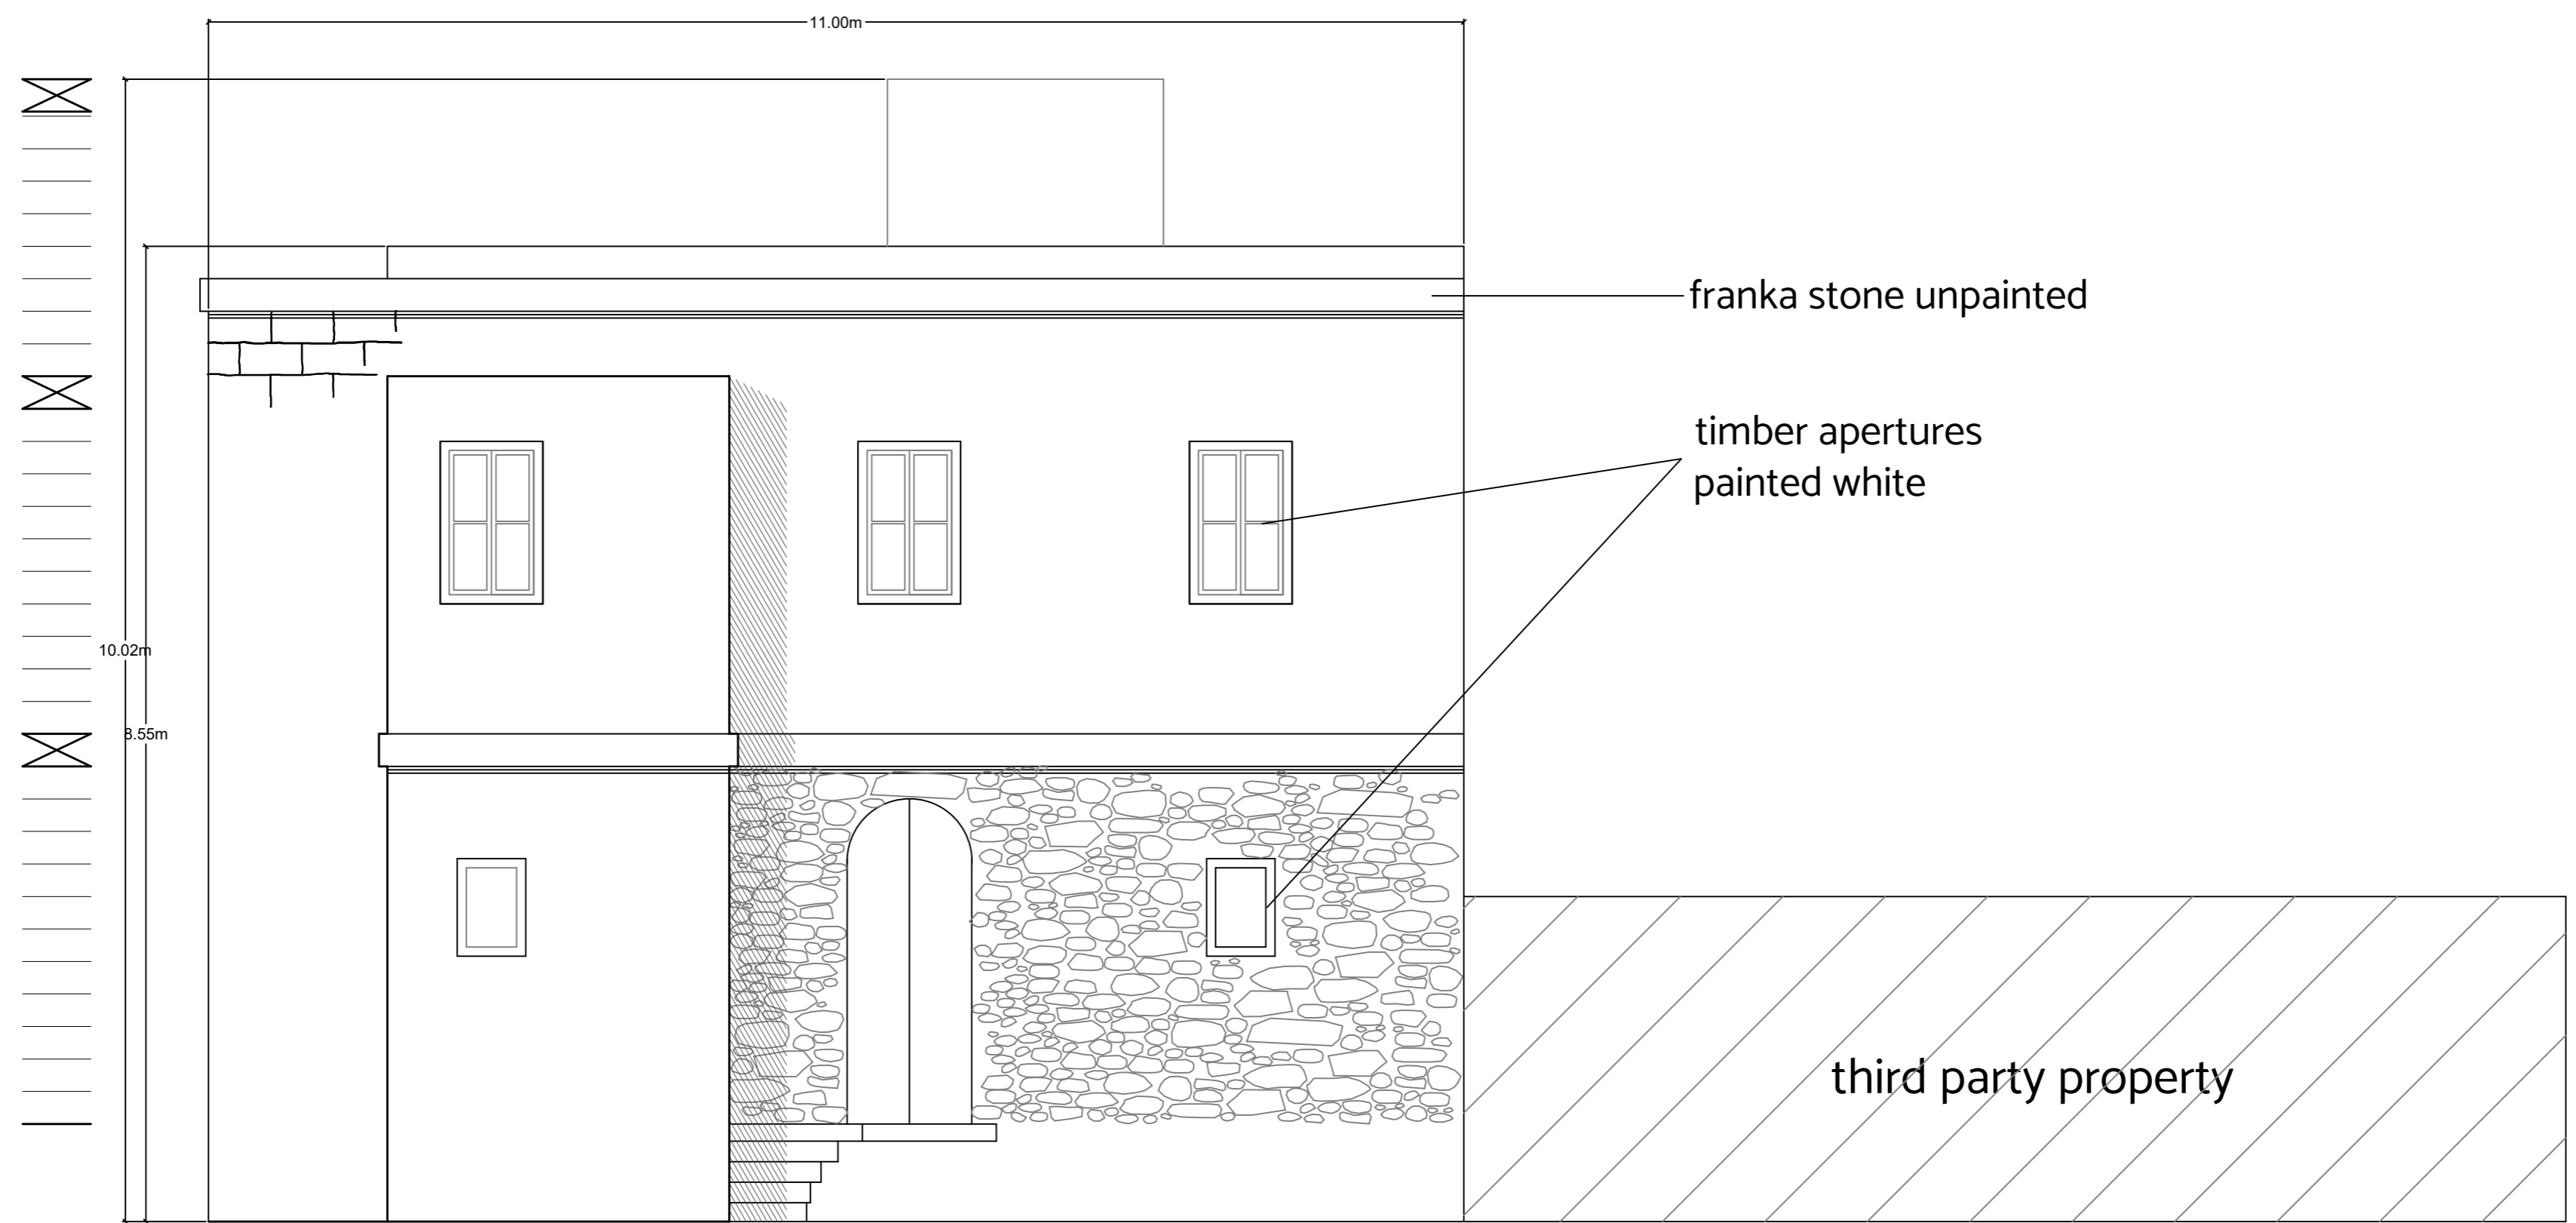 11.00m
franka stone unpainted
timber apertures
painted white
10.02m
8.55m
third party property